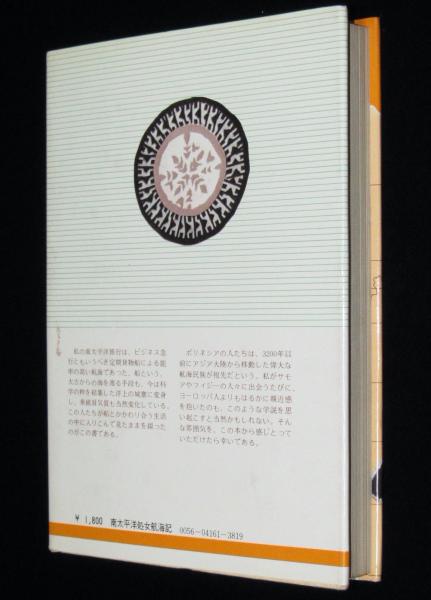 私の南太平洋旅行は、ビジネス急
行ともいうべき定期貨物船による能
率の高い航海であった。船という、
太古からの海を渡る手段も、今は科
学の粋を結集した洋上の城塞に変身
し、乗組員気質も当然変化している。
この人たちが船とかかわり合う生活
の中に入りこんで見たままを綴った
のがこの書である。
ポリネシアの人たちは、3200年以
前にアジア大陸から移動した偉大な
航海民族が祖先だという。私がサモ
アやフィジーの人々に出会うたびに、
ヨーロッパ人よりもはるかに親近感
を抱いたのも、このような学説を思
い起こすと当然かもしれない。そん
な雰囲気を、この本から感じとって
いただけたら幸いである。
¥ 1,800 南太平洋処女航海記 0056-04161-3819